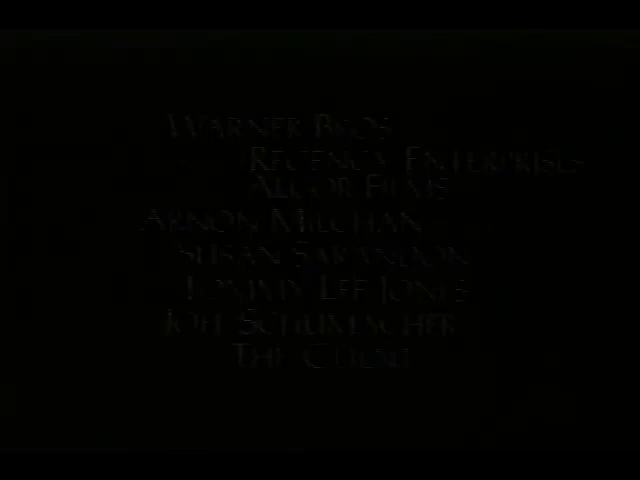 WARNER BROS
REGENCY ENTERPRISES
ALCOR FILMS
ARNON MILCHAN
SUSAN SARANDON
TOMMY LEE JONES
JOEL SCHUMACHER
THE CLIENT